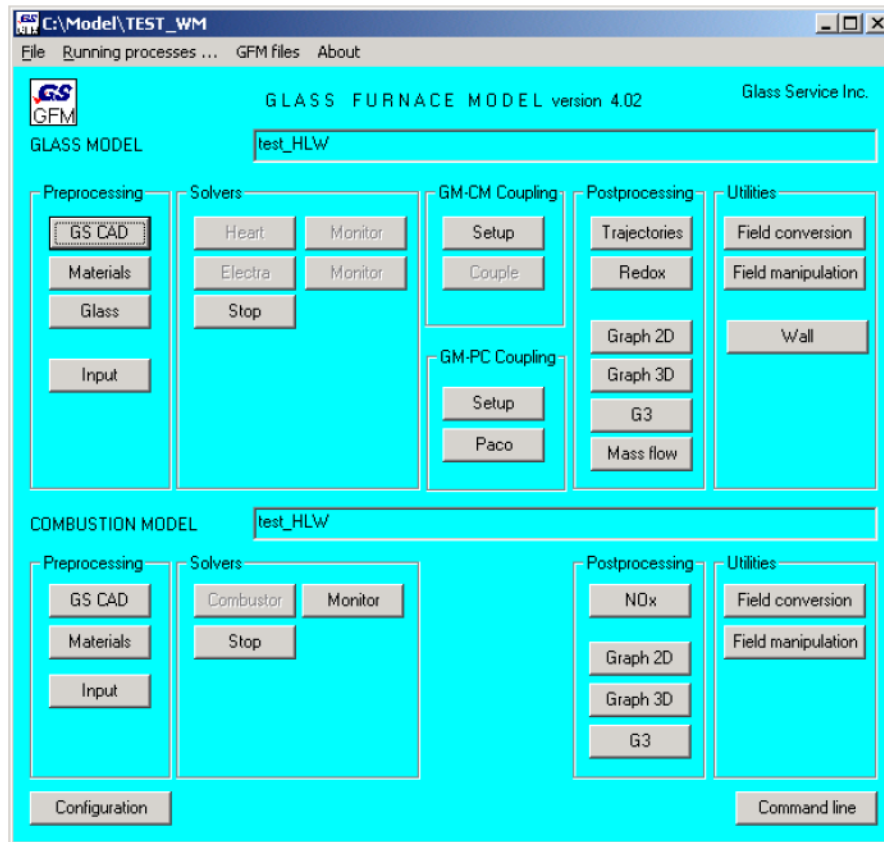 C:\Model\TEST_WM
File Running processes ... GFM files About
GS
GFM
GLASS FURNACE MODEL version 4.02
Glass Service Inc.
GLASS MODEL
test_HLW
Preprocessing
GS CAD
Materials
Glass
Input
Solvers
Heart Monitor
Electra Monitor
Stop
GM-CM Coupling
Setup
Couple
GM-PC Coupling
Setup
Paco
Postprocessing
Trajectories
Redox
Graph 2D
Graph 3D
G3
Mass flow
Utilities
Field conversion
Field manipulation
Wall
COMBUSTION MODEL
test_HLW
Preprocessing
GS CAD
Materials
Input
Solvers
Combustor Monitor
Stop
Postprocessing
NOx
Graph 2D
Graph 3D
G3
Utilities
Field conversion
Field manipulation
Configuration
Command line